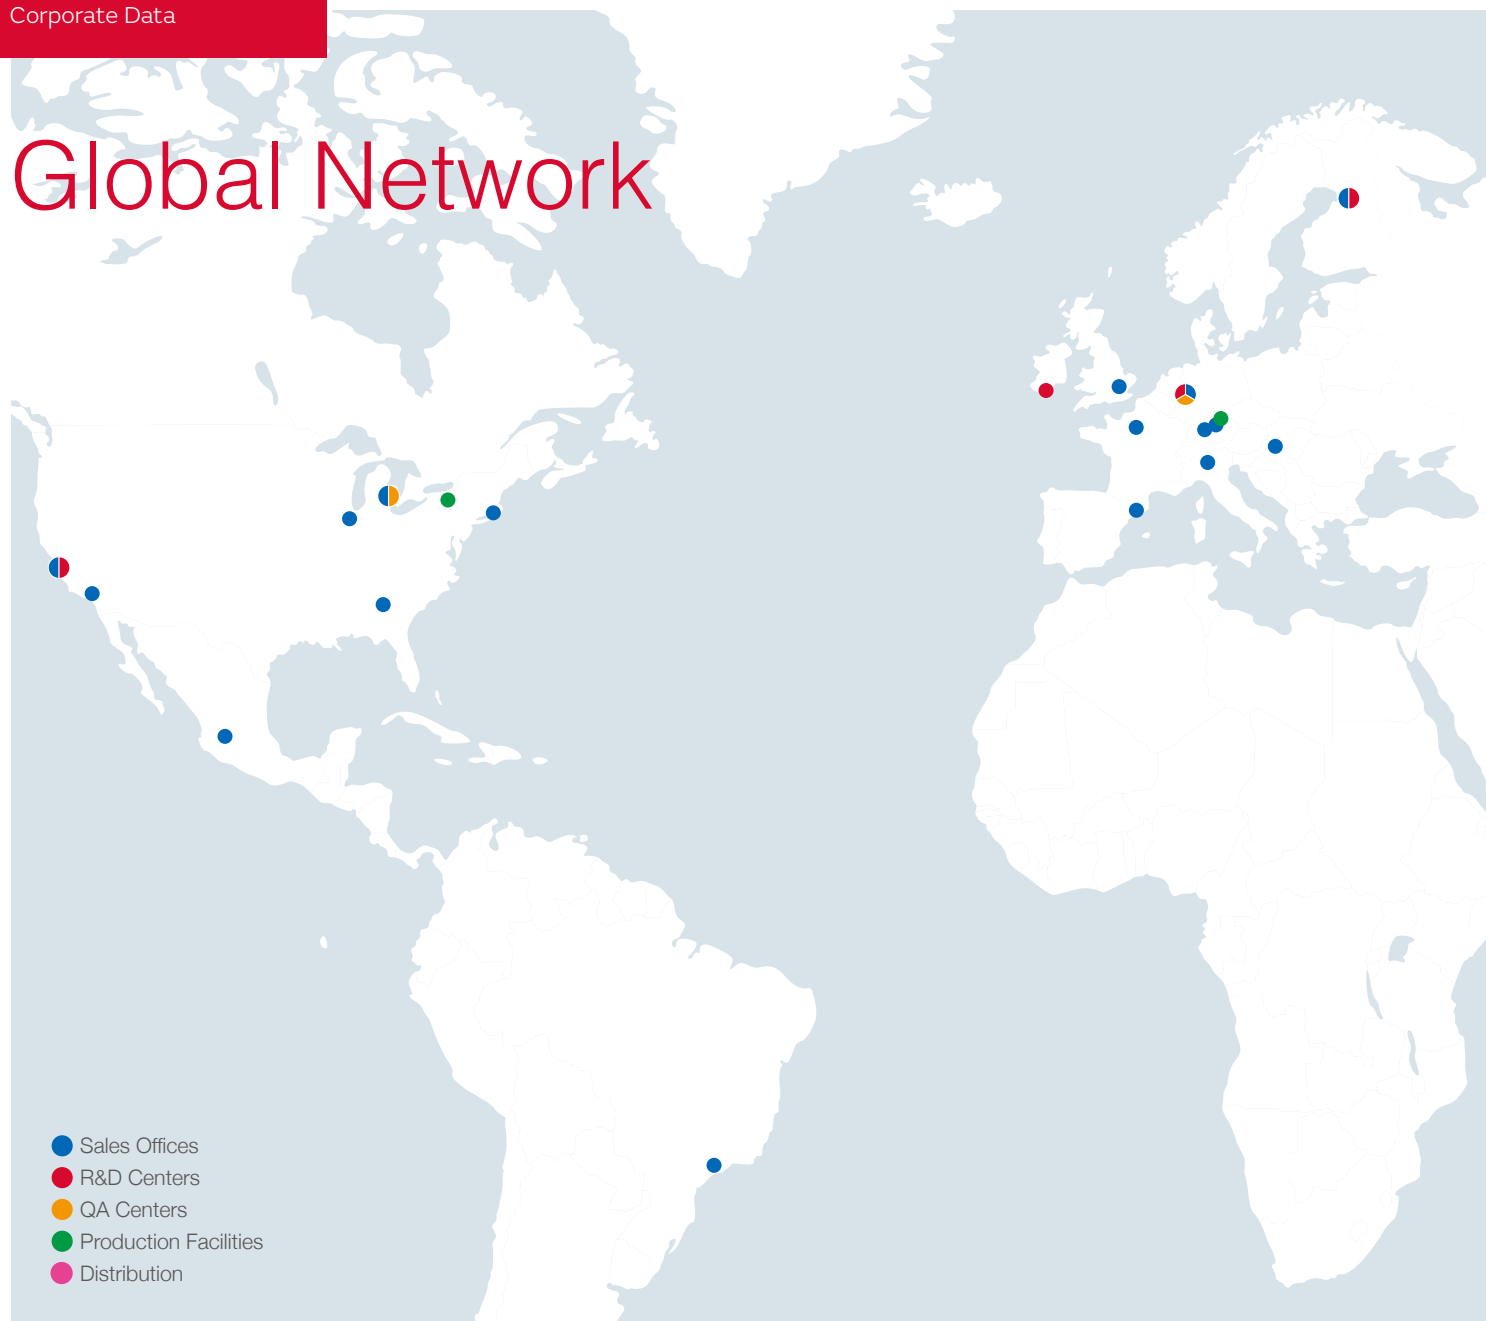 Corporate Data
Global Network
Sales Offices
R&D Centers
QA Centers
Production Facilities
Distribution